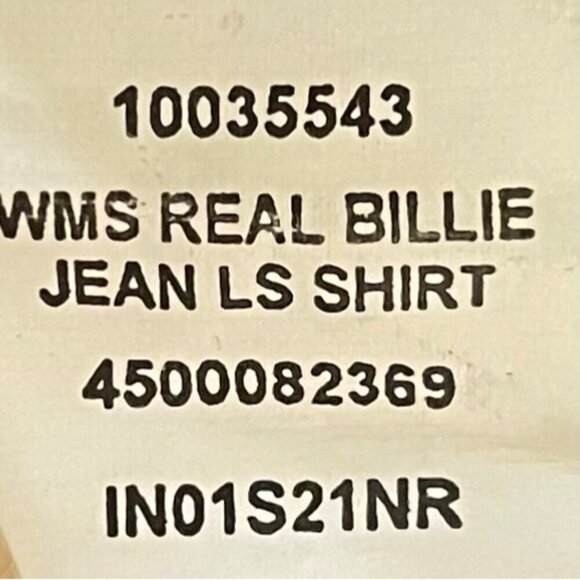 10035543
WMS REAL BILLIE
JEAN LS SHIRT
4500082369
IN01S21NR